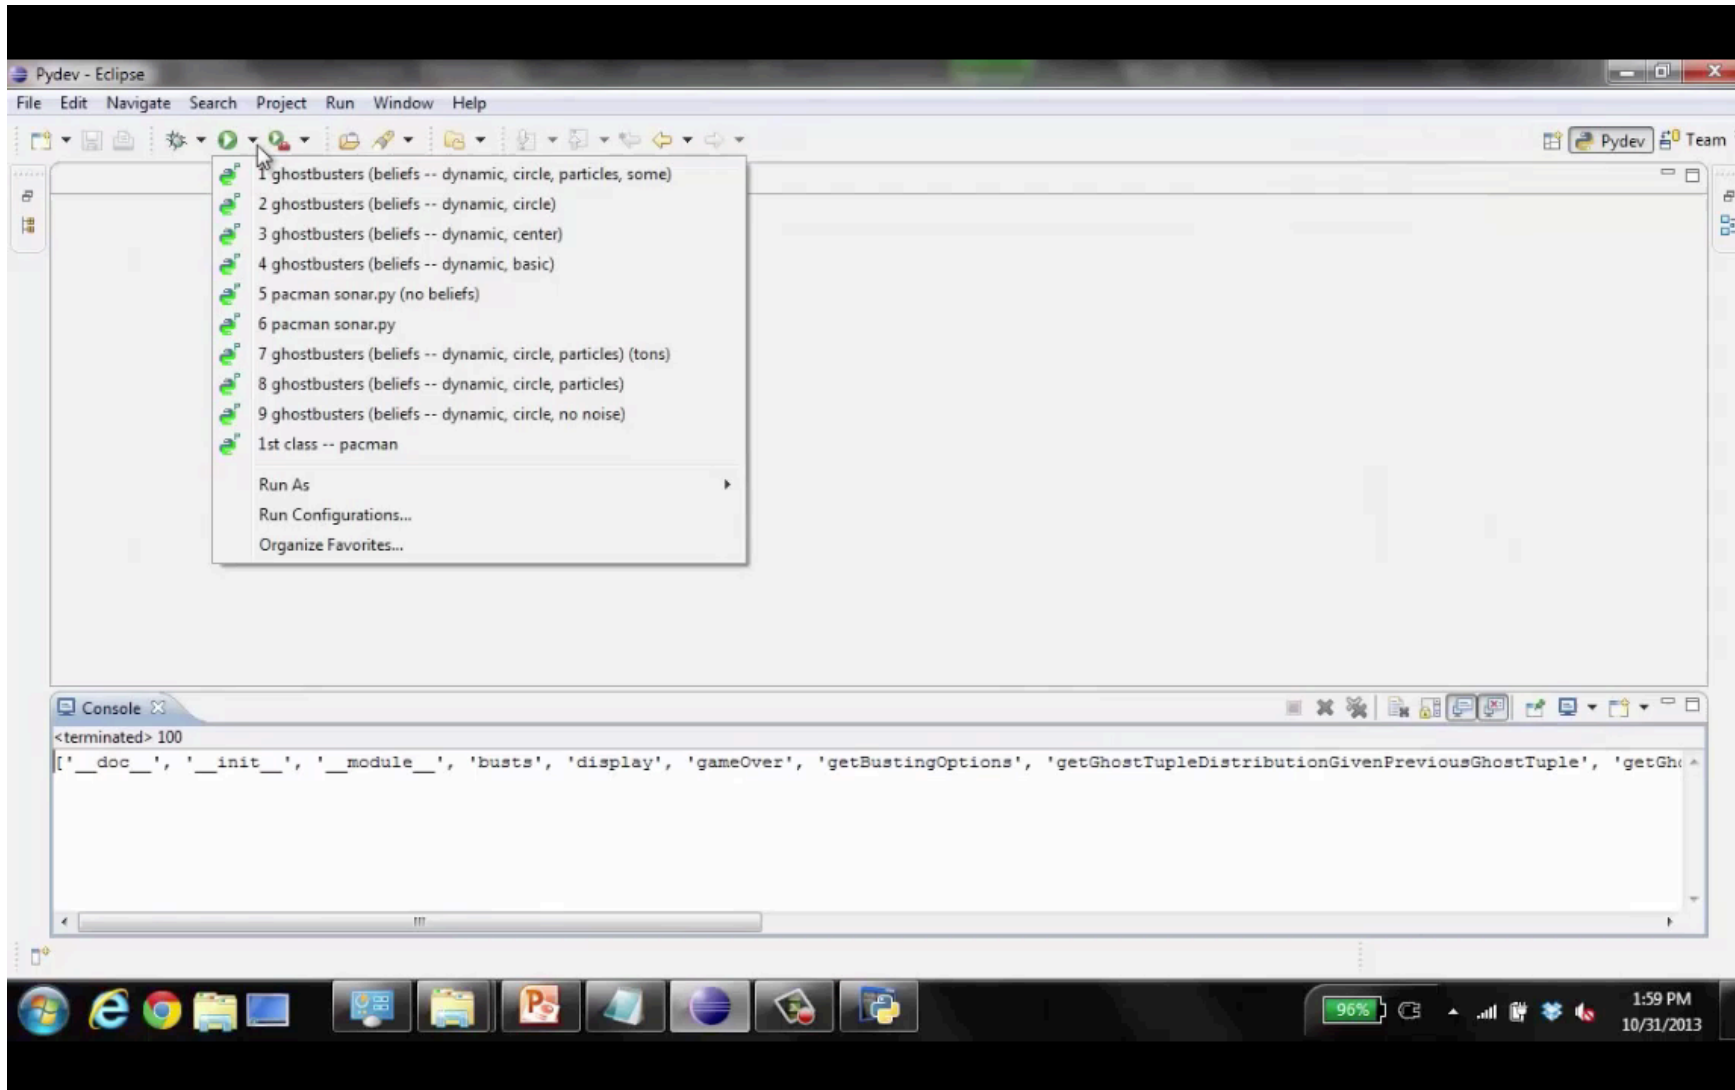 Pydev - Eclipse
File Edit Navigate Search Project Run Window Help
Pydev Team
1 ghostbusters (beliefs -- dynamic, circle, particles, some)
2 ghostbusters (beliefs -- dynamic, circle)
3 ghostbusters (beliefs -- dynamic, center)
4 ghostbusters (beliefs -- dynamic, basic)
5 pacman sonar.py (no beliefs)
6 pacman sonar.py
7 ghostbusters (beliefs -- dynamic, circle, particles) (tons)
8 ghostbusters (beliefs -- dynamic, circle, particles)
9 ghostbusters (beliefs -- dynamic, circle, no noise)
1st class -- pacman
Run As
Run Configurations...
Organize Favorites...
Console
<terminated> 100
['__doc__', '__init__', '__module__', 'busts', 'display', 'gameOver', 'getBustingOptions', 'getGhostTupleDistributionGivenPreviousGhostTuple', 'getGh
96%
1:59 PM
10/31/2013